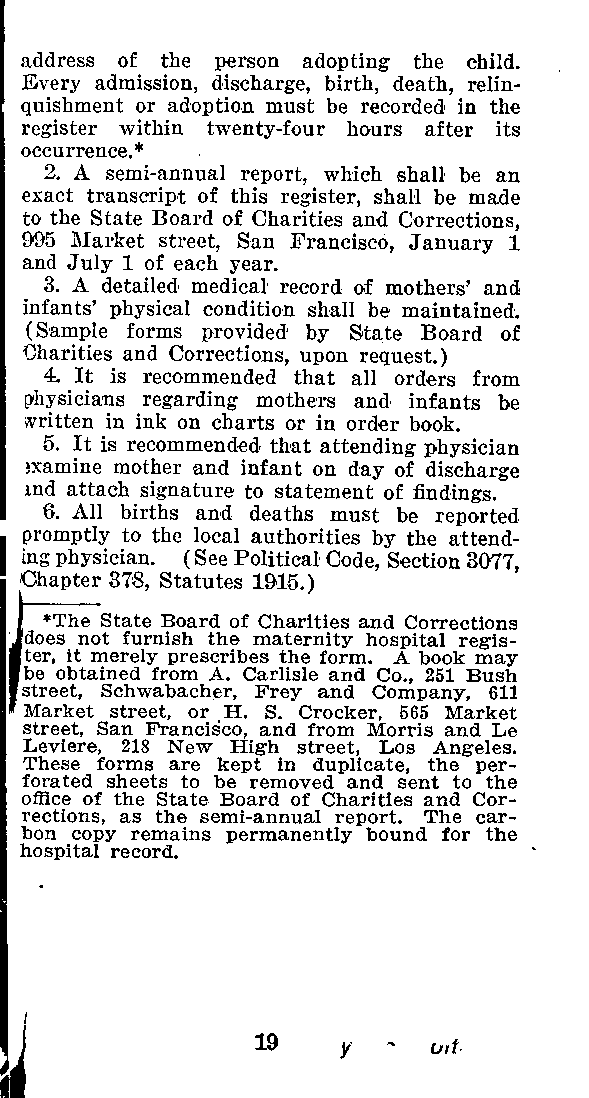 address of the person adopting the child.
Every admission, discharge, birth, death, relin-
quishment or adoption must be recorded in the
register within twenty-four hours after its
occurrence.*
2. A semi-annual report, which shall be an
exact transcript of this register, shall be made
to the State Board of Charities and Corrections,
995 Market street, San Francisco, January 1
and July 1 of each year.
3. A detailed medical record of mothers' and
infants' physical condition shall be maintained.
(Sample forms provided by State Board of
Charities and Corrections, upon request.)
4. It is recommended that all orders from
physicians regarding mothers and infants be
written in ink on charts or in order book.
5. It is recommended that attending physician
examine mother and infant on day of discharge
and attach signature to statement of findings.
6. All births and deaths must be reported
promptly to the local authorities by the attend-
ing physician. (See Political Code, Section 3077,
Chapter 378, Statutes 1915.)
*The State Board of Charities and Corrections
does not furnish the maternity hospital regis-
ter, it merely prescribes the form. A book may
be obtained from A. Carlisle and Co., 251 Bush
street, Schwabacher, Frey and Company, 611
Market street, or H. S. Crocker, 565 Market
street, San Francisco, and from Morris and Le
Leviere, 218 New High street, Los Angeles.
These forms are kept in duplicate, the per-
forated sheets to be removed and sent to the
office of the State Board of Charities and Cor-
rections, as the semi-annual report. The car-
bon copy remains permanently bound for the
hospital record.
19